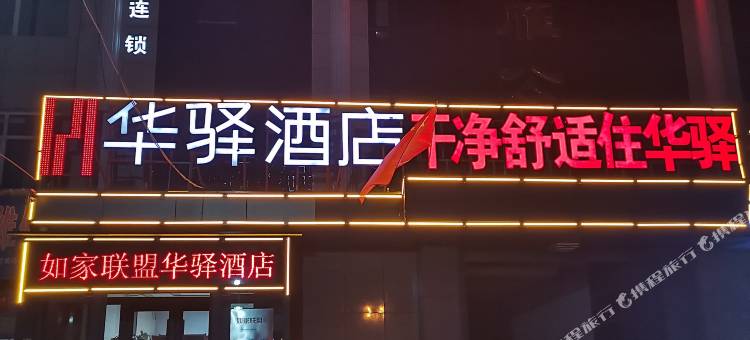 连锁
华驿酒店
干净舒适住华驿
如家联盟华驿酒店
携程旅行
携程旅行